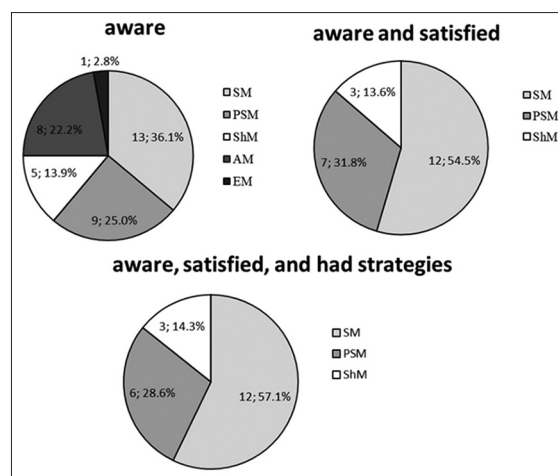 aware
1; 2.8%
13; 36.1%
9; 25.0%
5; 13.9%
8; 22.2%
SM
PSM
ShM
AM
EM
aware and satisfied
3; 13.6%
7; 31.8%
12; 54.5%
SM
PSM
ShM
aware, satisfied, and had strategies
3; 14.3%
6; 28.6%
12; 57.1%
SM
PSM
ShM